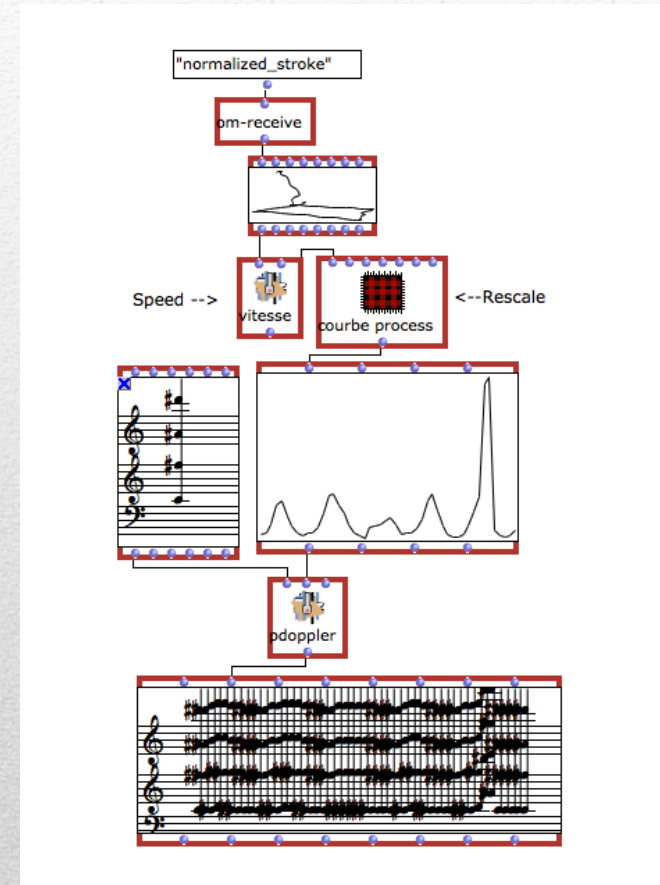 "normalized_stroke"
om-receive
Speed -->
vitesse
courbe process
<--Rescale
pdoppler